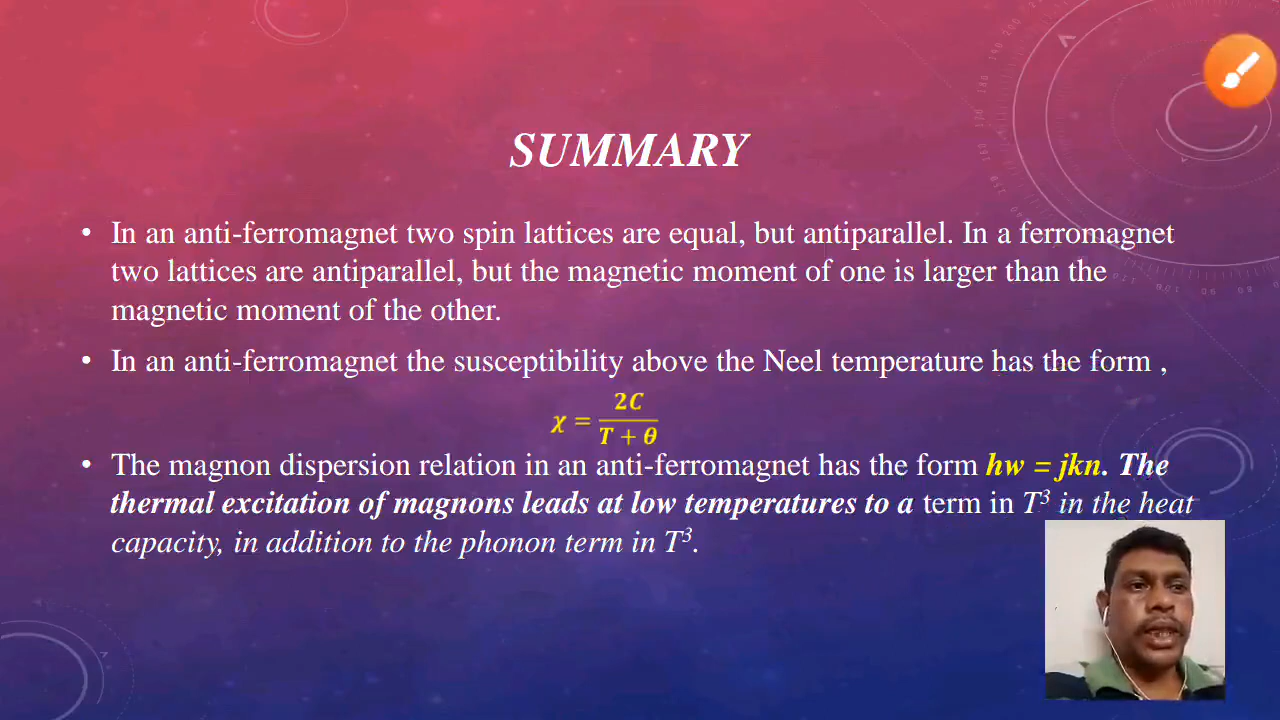 SUMMARY
• In an anti-ferromagnet two spin lattices are equal, but antiparallel. In a ferromagnet
two lattices are antiparallel, but the magnetic moment of one is larger than the
magnetic moment of the other.
• In an anti-ferromagnet the susceptibility above the Neel temperature has the form ,
χ = 2C / T + θ
• The magnon dispersion relation in an anti-ferromagnet has the form hw = jkn. The
thermal excitation of magnons leads at low temperatures to a term in T³ in the heat
capacity, in addition to the phonon term in T³.